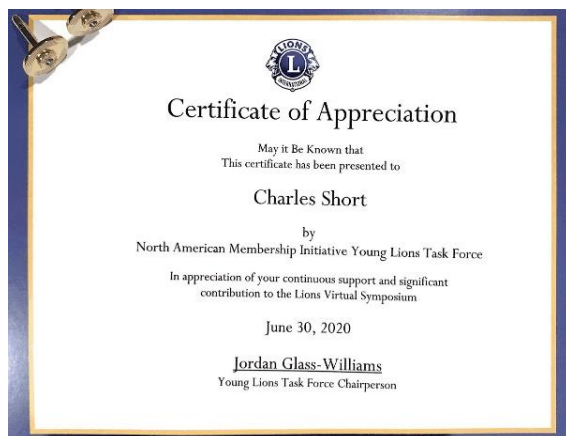 LIONS
L
INTERNATIONAL
Certificate of Appreciation
May it Be Known that
This certificate has been presented to
Charles Short
by
North American Membership Initiative Young Lions Task Force
In appreciation of your continuous support and significant
contribution to the Lions Virtual Symposium
June 30, 2020
Jordan Glass-Williams
Young Lions Task Force Chairperson